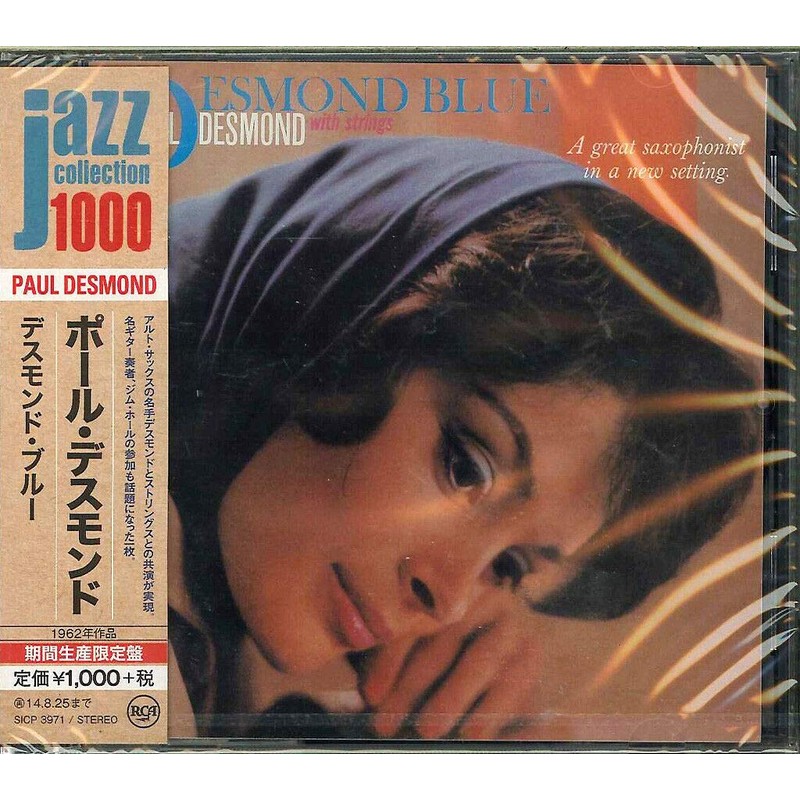 jazz
collection
1000
PAUL DESMOND
ポール・デスモンド
デスモンド・ブルー
アルト・サックスの名手デスモンドとストリングスとの共演が実現。
名ギター奏者、ジム・ホールの参加も話題になった一枚。
1962年作品
期間生産限定盤
定価¥1,000+税
14.8.25まで
SICP 3971 / STEREO
RCA
DESMOND BLUE
L DESMOND with strings
A great saxophonist
in a new setting.